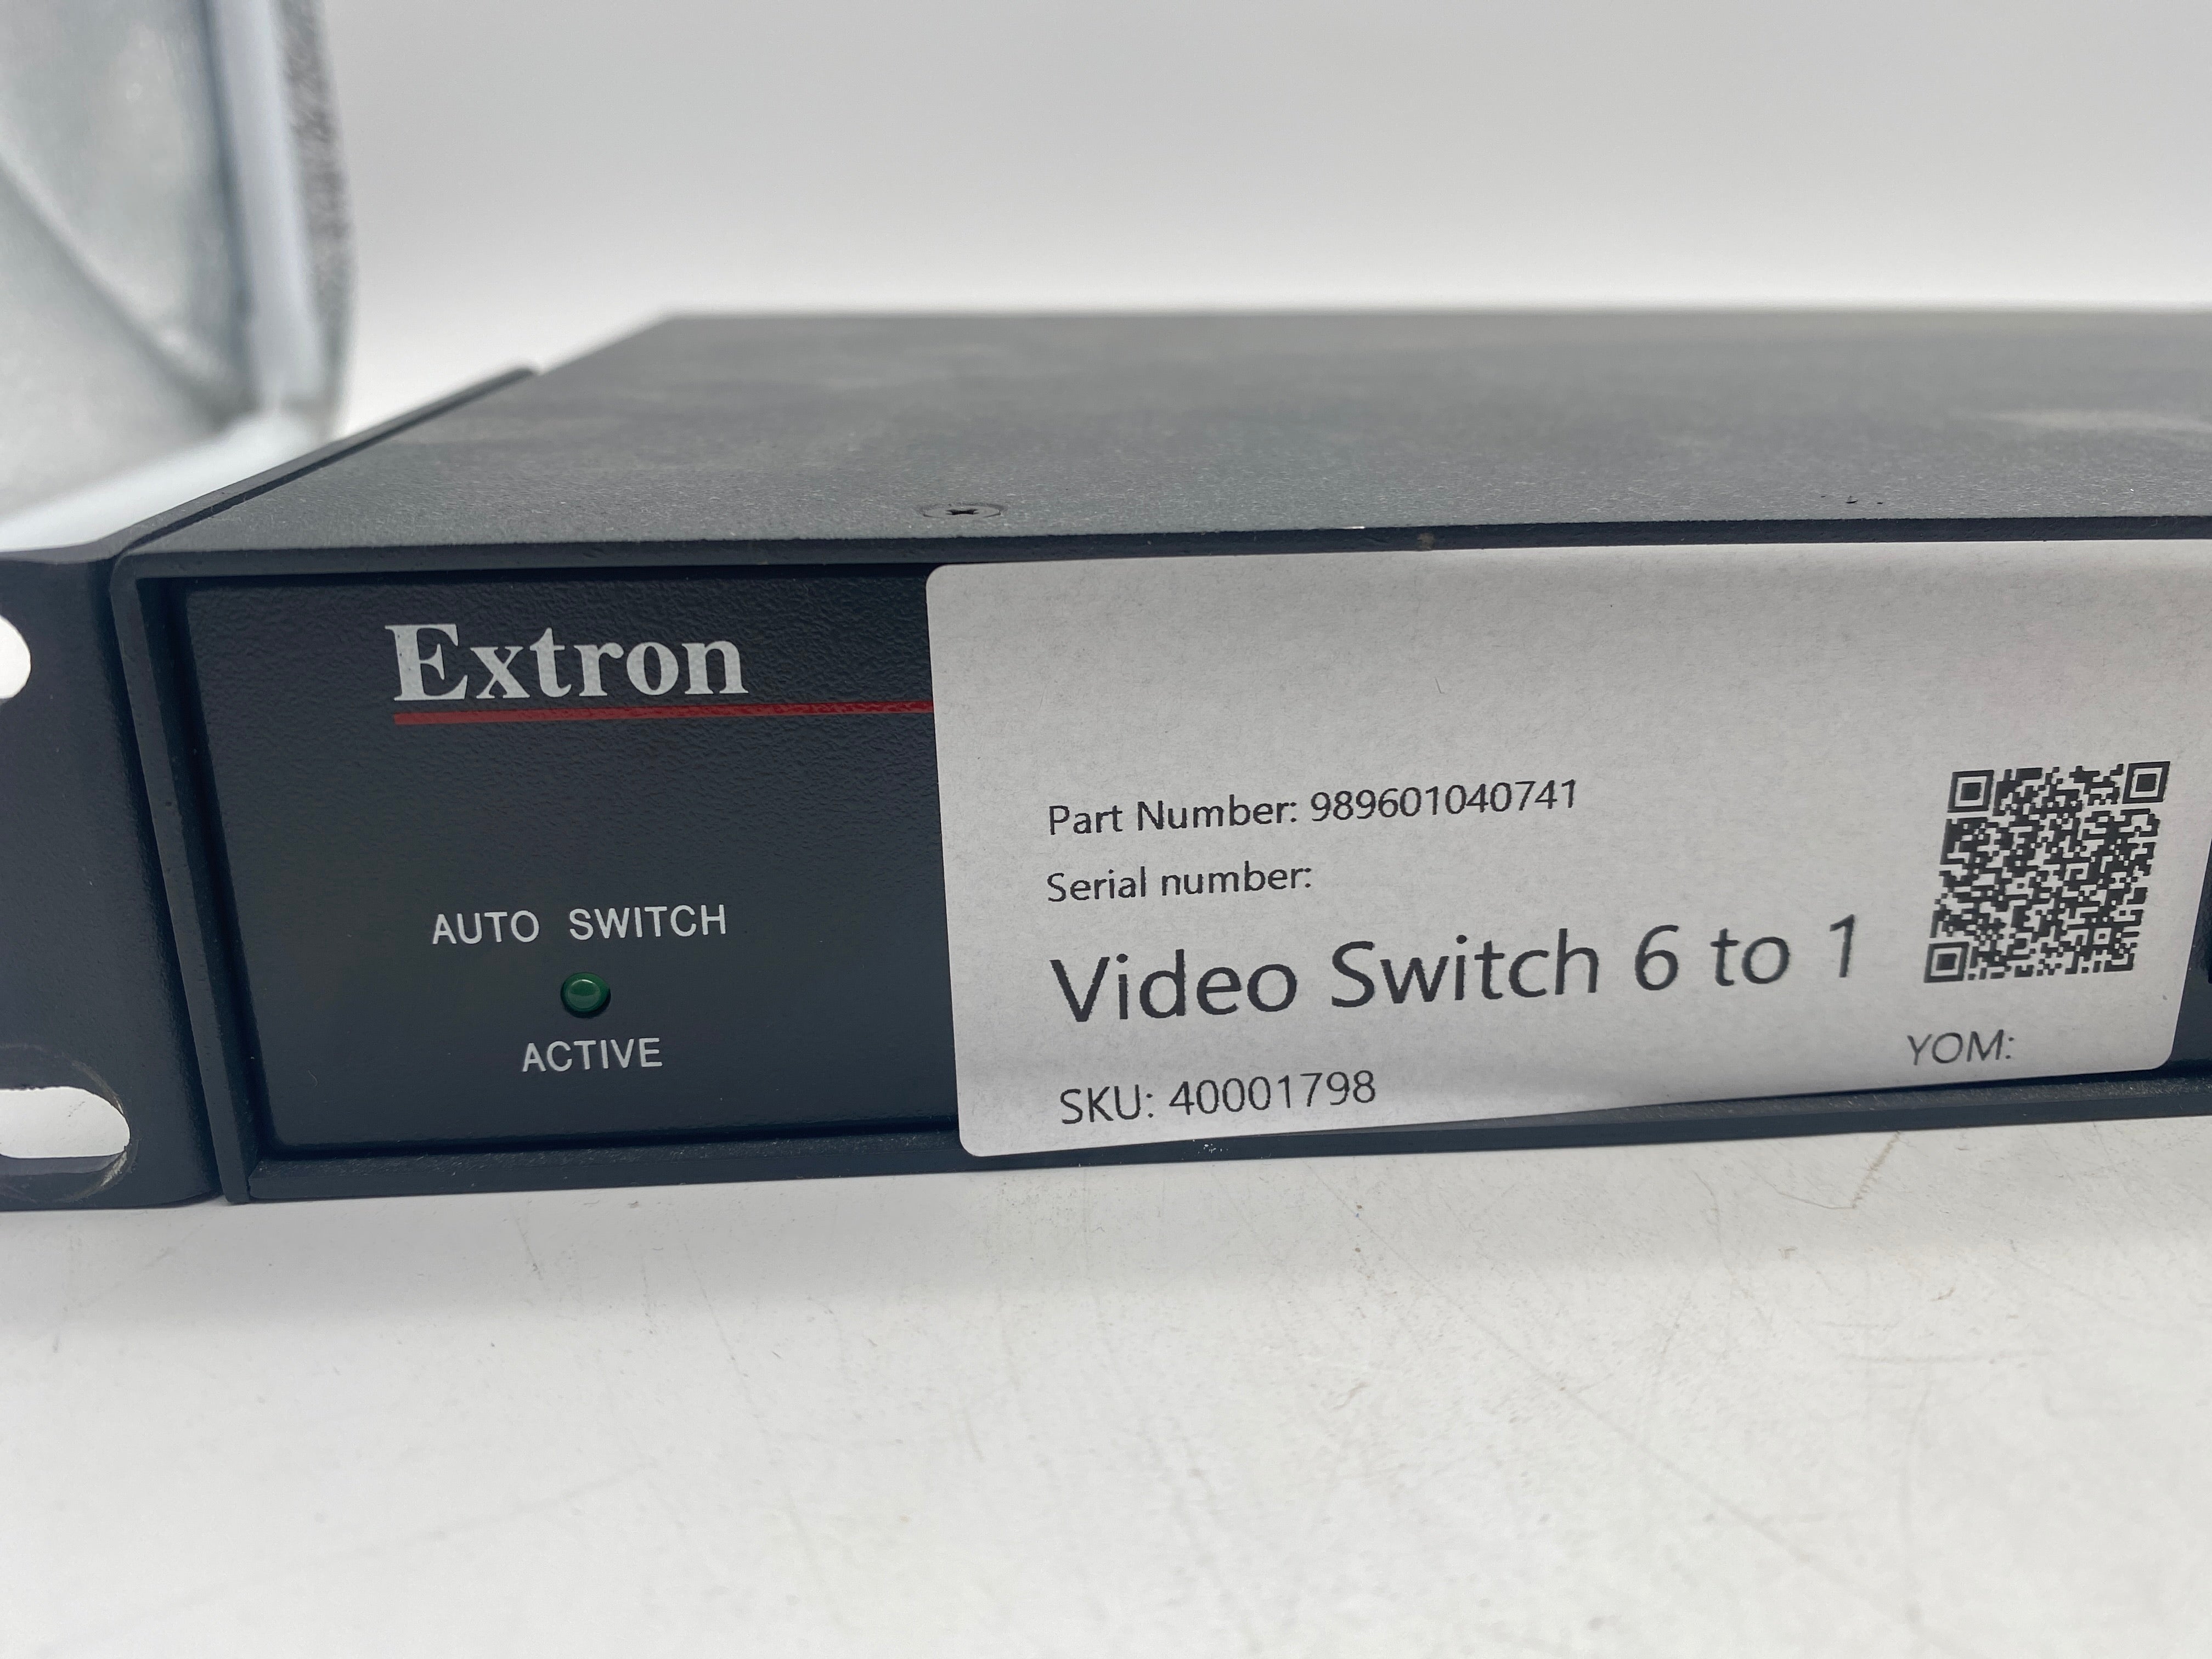 Extron
AUTO SWITCH
ACTIVE
Part Number: 989601040741
Serial number:
Video Switch 6 to 1
YOM:
SKU: 40001798